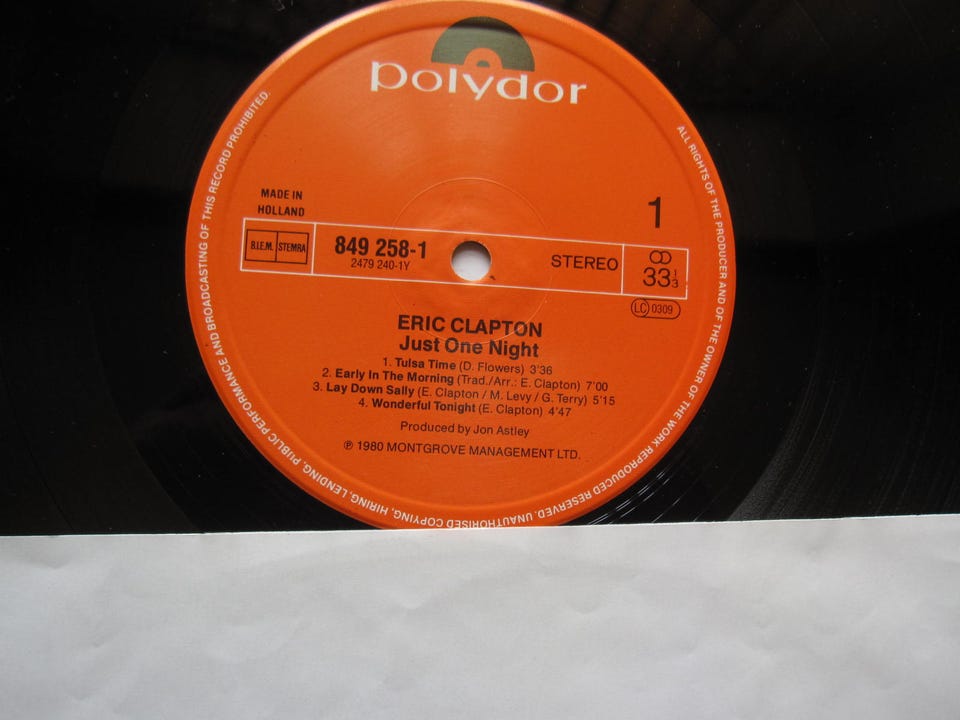 polydor
MADE IN
HOLLAND
1
B.I.E.M. STEMRA
849 258-1
2479 240-1Y
STEREO
33 1/3
LC 0309
ERIC CLAPTON
Just One Night
1. Tulsa Time (D. Flowers) 3'36
2. Early In The Morning (Trad./Arr.: E. Clapton) 7'00
3. Lay Down Sally (E. Clapton / M. Levy / G. Terry) 5'15
4. Wonderful Tonight (E. Clapton) 4'47
Produced by Jon Astley
℗ 1980 MONTGROVE MANAGEMENT LTD.
ALL RIGHTS OF THE PRODUCER AND OF THE OWNER OF THE WORK REPRODUCED RESERVED. UNAUTHORISED COPYING, HIRING, LENDING, PUBLIC PERFORMANCE AND BROADCASTING OF THIS RECORD PROHIBITED.